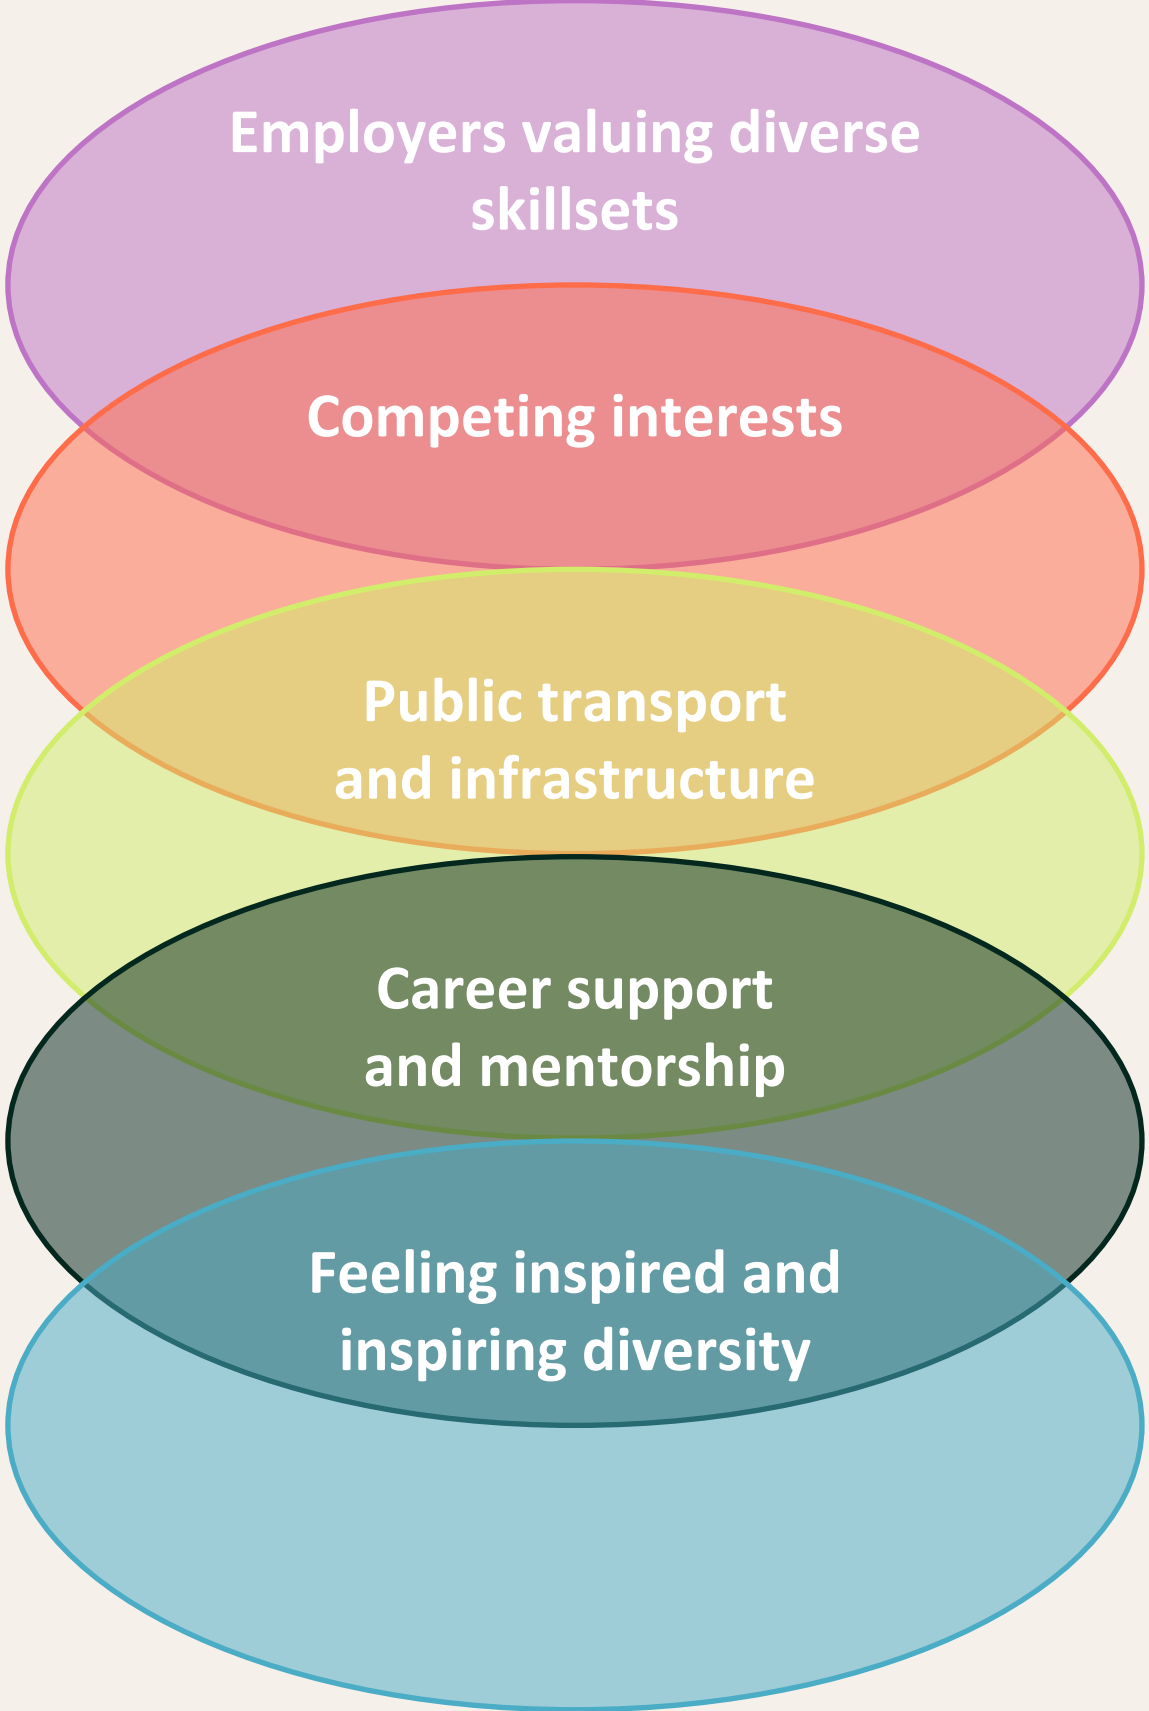 Employers valuing diverse
skillsets
Competing interests
Public transport
and infrastructure
Career support
and mentorship
Feeling inspired and
inspiring diversity